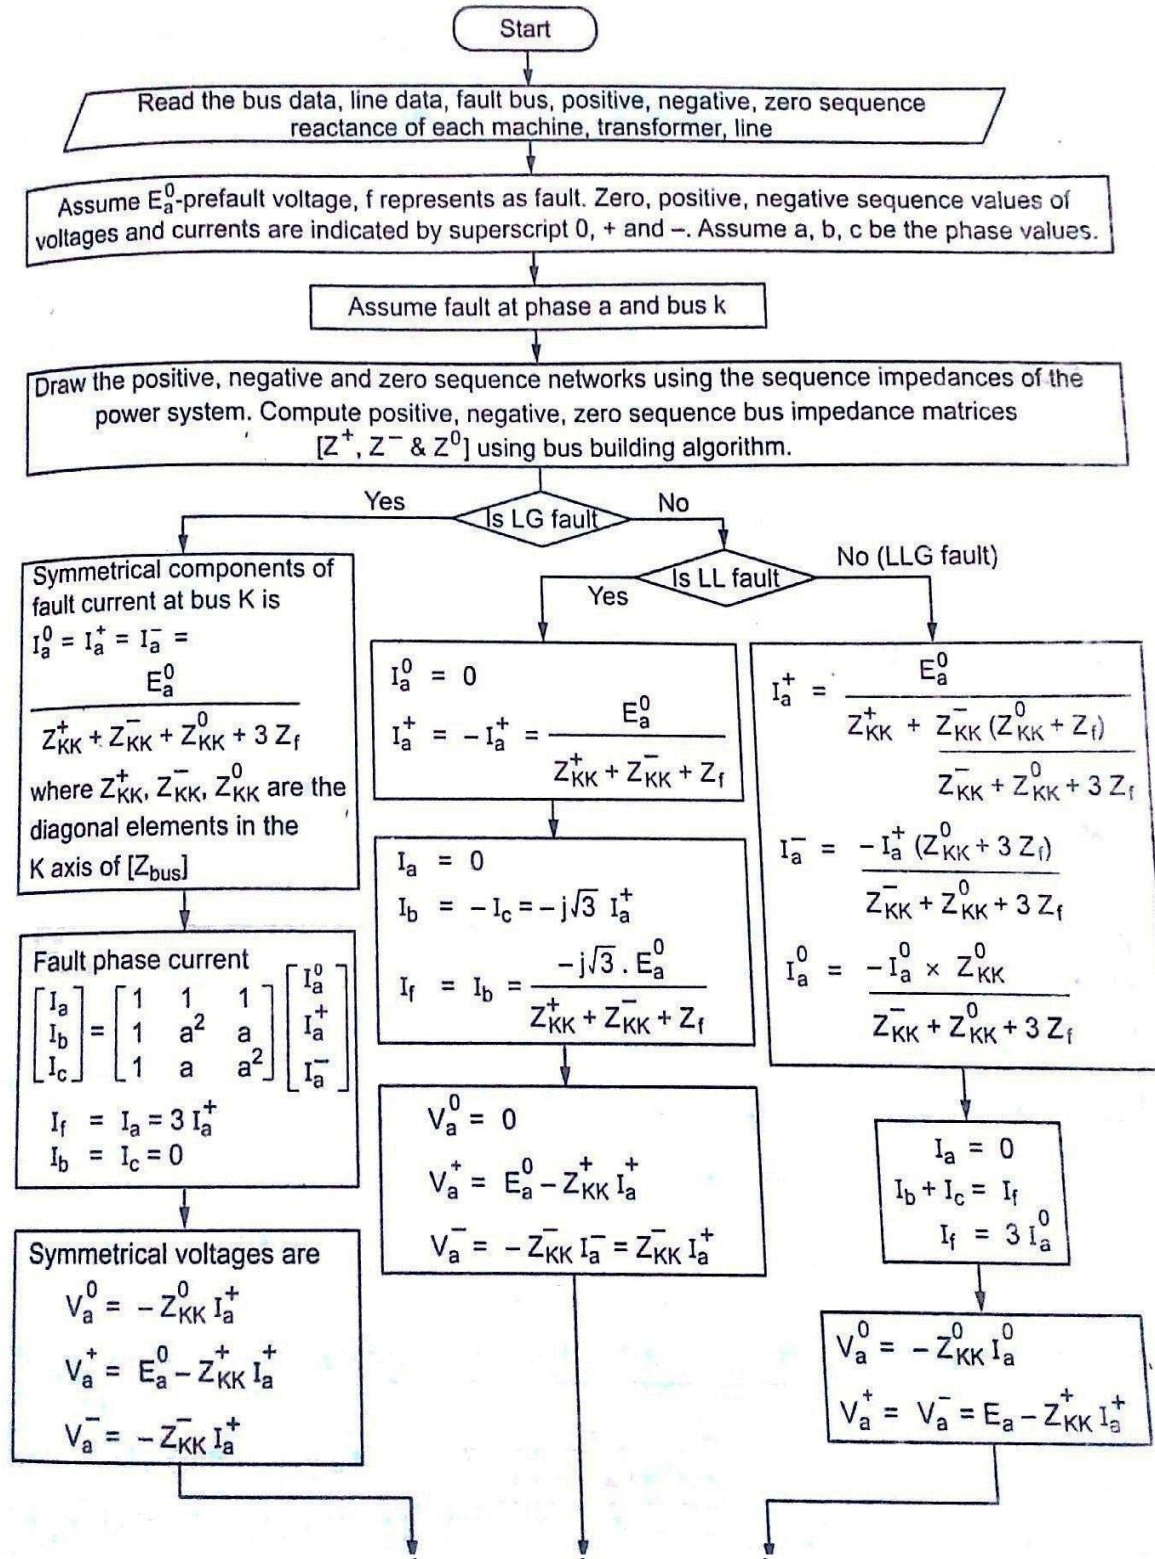 Start
Read the bus data, line data, fault bus, positive, negative, zero sequence
reactance of each machine, transformer, line
Assume E_a^0-prefault voltage, f represents as fault. Zero, positive, negative sequence values of
voltages and currents are indicated by superscript 0, + and –. Assume a, b, c be the phase values.
Assume fault at phase a and bus k
Draw the positive, negative and zero sequence networks using the sequence impedances of the
power system. Compute positive, negative, zero sequence bus impedance matrices
[Z^+, Z^- & Z^0] using bus building algorithm.
Is LG fault
Yes
No
Is LL fault
Yes
No (LLG fault)
Symmetrical components of
fault current at bus K is
I_a^0 = I_a^+ = I_a^- =
E_a^0
Z_KK^+ + Z_KK^- + Z_KK^0 + 3 Z_f
where Z_KK^+, Z_KK^-, Z_KK^0 are the
diagonal elements in the
K axis of [Z_bus]
Fault phase current
[I_a] = [1 1 1] [I_a^0]
[I_b] [1 a^2 a] [I_a^+]
[I_c] [1 a a^2] [I_a^-]
I_f = I_a = 3 I_a^+
I_b = I_c = 0
Symmetrical voltages are
V_a^0 = - Z_KK^0 I_a^+
V_a^+ = E_a^0 - Z_KK^+ I_a^+
V_a^- = - Z_KK^- I_a^+
I_a^0 = 0
I_a^+ = - I_a^+ = E_a^0
Z_KK^+ + Z_KK^- + Z_f
I_a = 0
I_b = - I_c = - j√3 I_a^+
I_f = I_b = -j√3 . E_a^0
Z_KK^+ + Z_KK^- + Z_f
V_a^0 = 0
V_a^+ = E_a^0 - Z_KK^+ I_a^+
V_a^- = - Z_KK^- I_a^- = Z_KK^- I_a^+
I_a^+ = E_a^0
Z_KK^+ + Z_KK^- (Z_KK^0 + Z_f)
Z_KK^- + Z_KK^0 + 3 Z_f
I_a^- = - I_a^+ (Z_KK^0 + 3 Z_f)
Z_KK^- + Z_KK^0 + 3 Z_f
I_a^0 = - I_a^0 × Z_KK^0
Z_KK^- + Z_KK^0 + 3 Z_f
I_a = 0
I_b + I_c = I_f
I_f = 3 I_a^0
V_a^0 = - Z_KK^0 I_a^0
V_a^+ = V_a^- = E_a - Z_KK^+ I_a^+